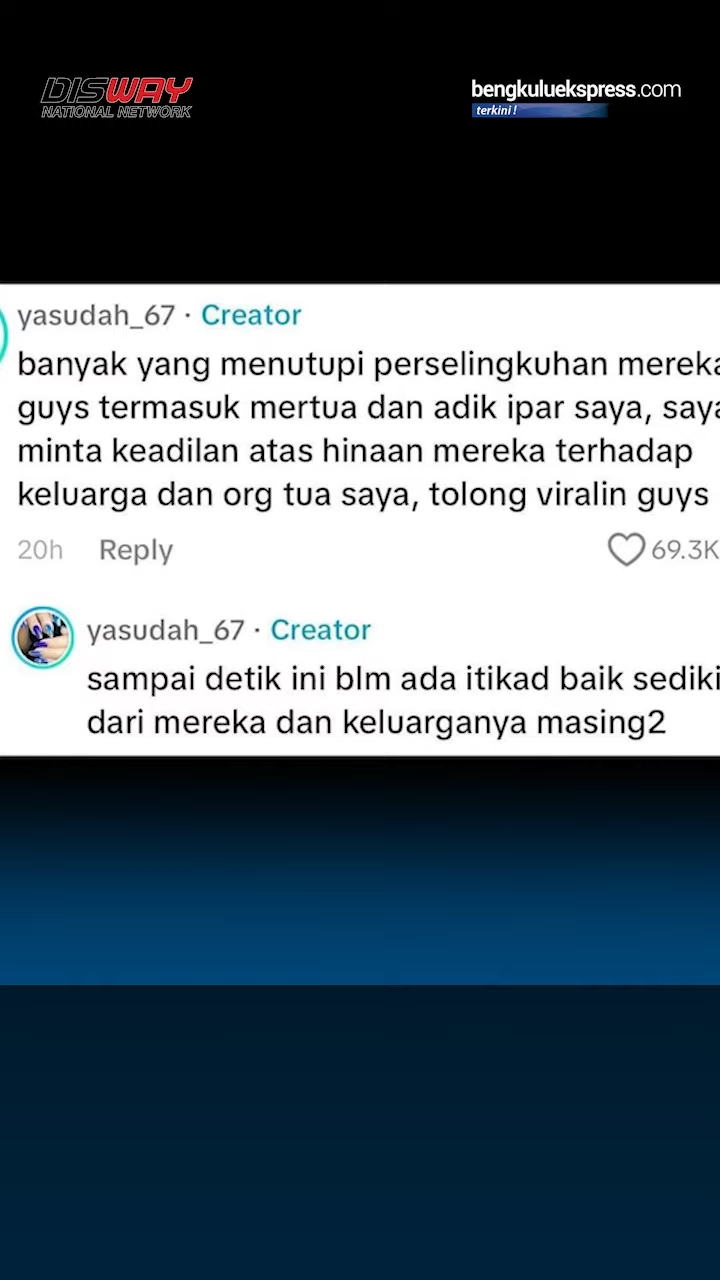 DISWAY
NATIONAL NETWORK
bengkuluekspress.com
terkini !
yasudah_67 · Creator
banyak yang menutupi perselingkuhan mereka
guys termasuk mertua dan adik ipar saya, saya
minta keadilan atas hinaan mereka terhadap
keluarga dan org tua saya, tolong viralin guys
20h Reply 69.3K
yasudah_67 · Creator
sampai detik ini blm ada itikad baik sediki
dari mereka dan keluarganya masing2